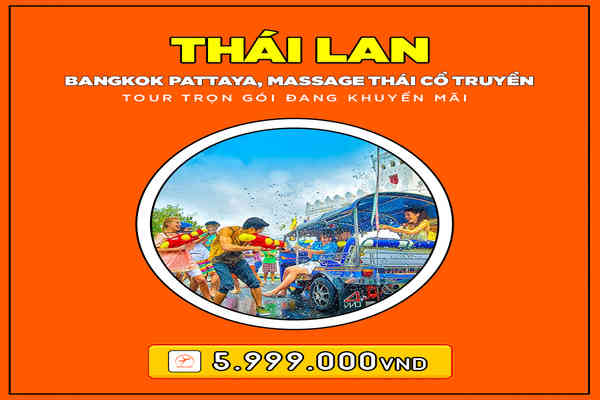 THÁI LAN
BANGKOK PATTAYA, MASSAGE THÁI CỔ TRUYỀN
TOUR TRỌN GÓI ĐANG KHUYẾN MÃI
5.999.000VND